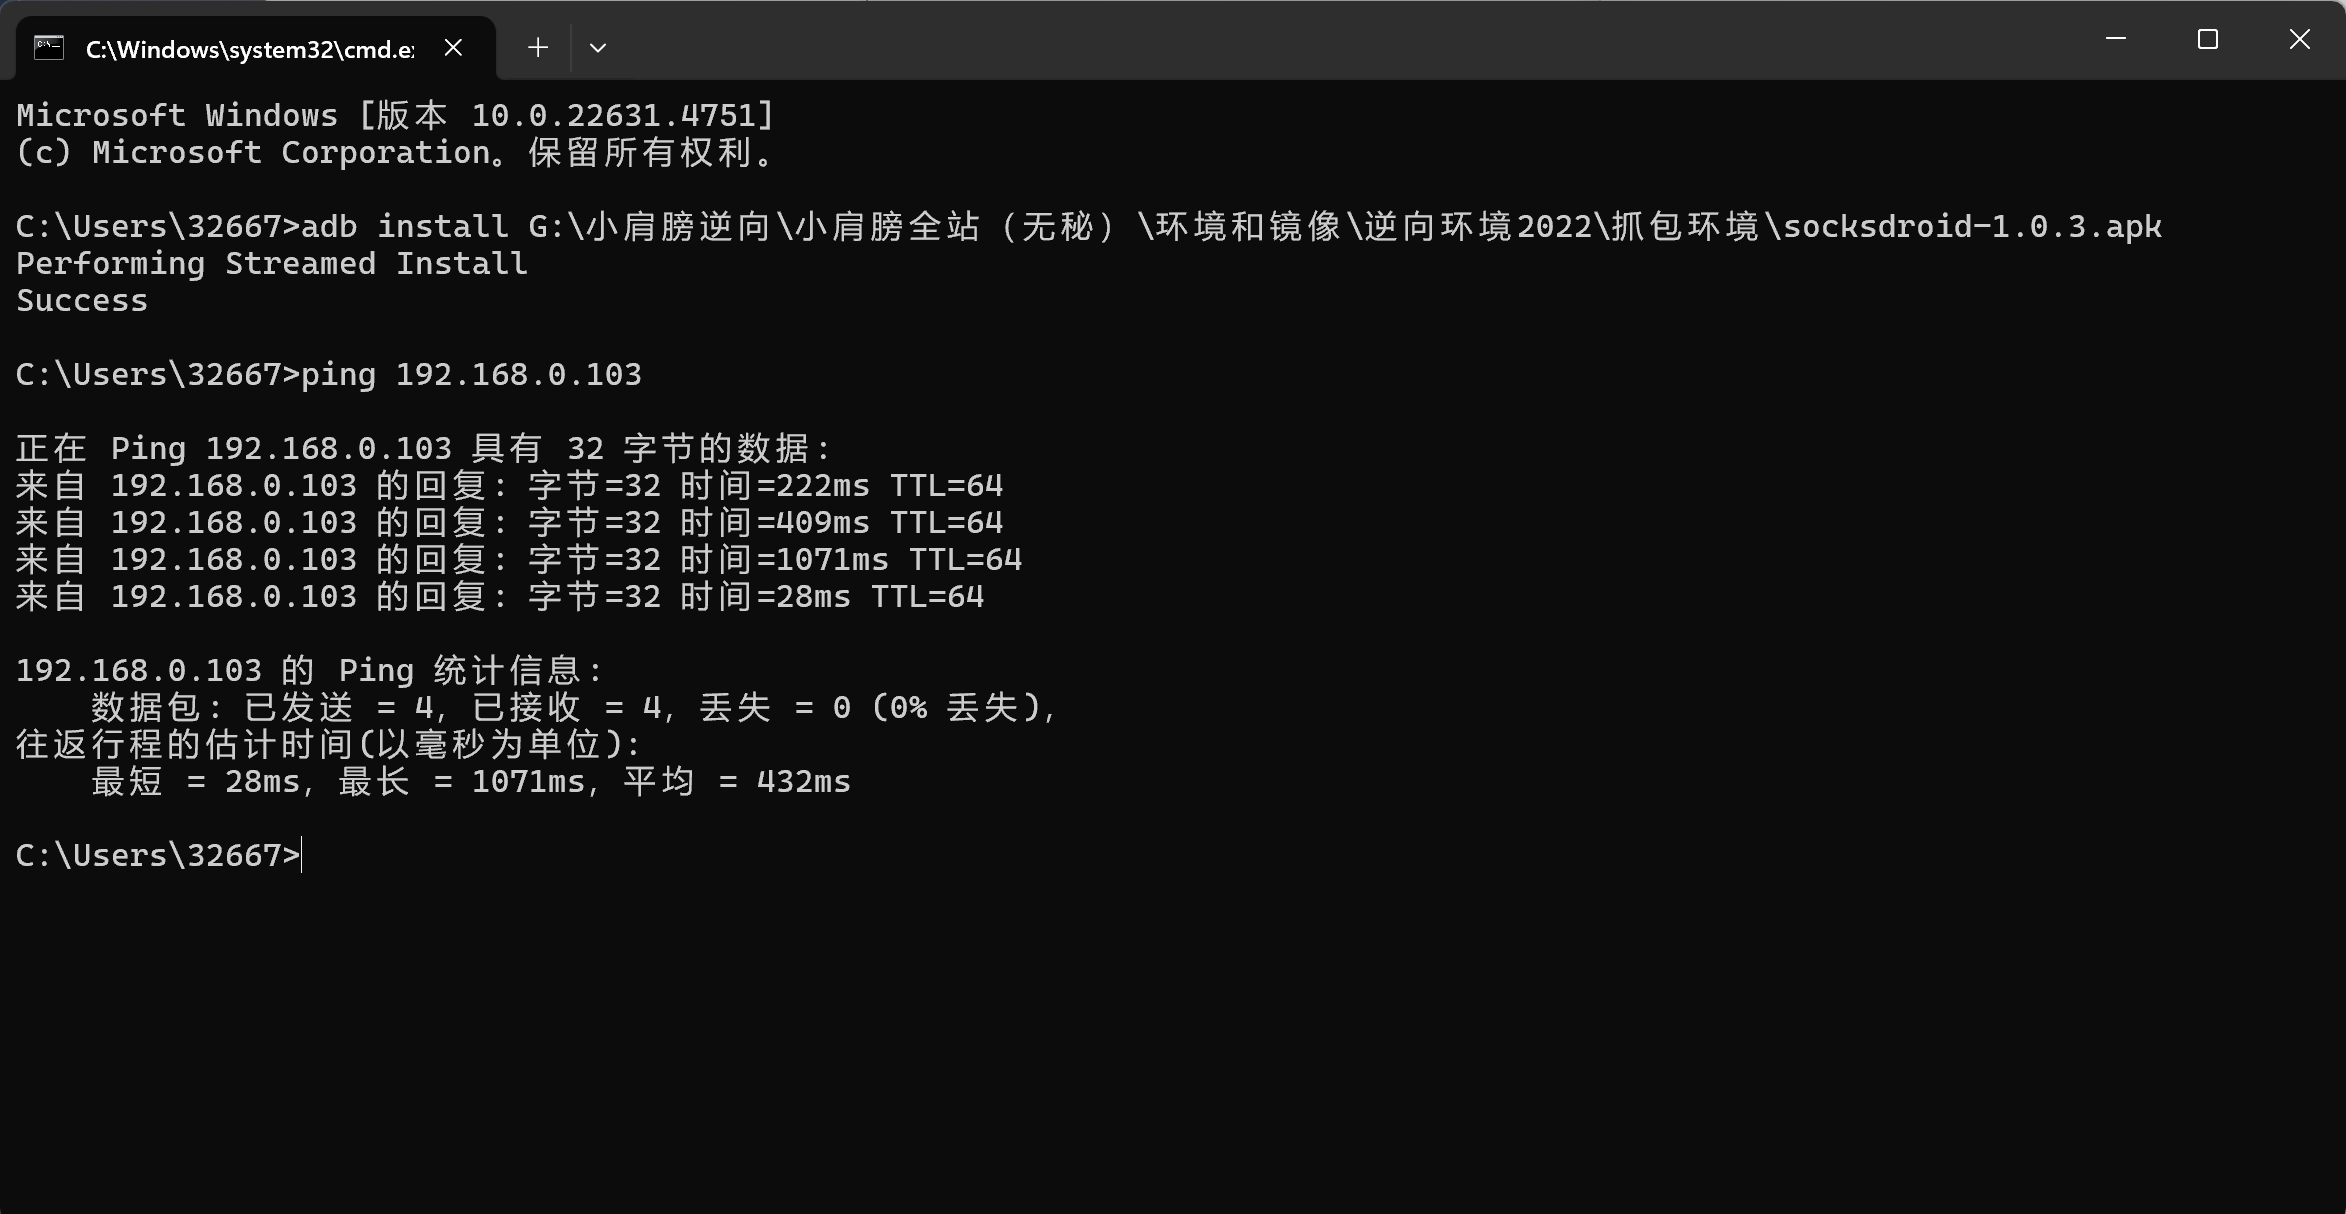 C:\Windows\system32\cmd.e
Microsoft Windows [版本 10.0.22631.4751]
(c) Microsoft Corporation。保留所有权利。
C:\Users\32667>adb install G:\小肩膀逆向\小肩膀全站（无秘）\环境和镜像\逆向环境2022\抓包环境\socksdroid-1.0.3.apk
Performing Streamed Install
Success
C:\Users\32667>ping 192.168.0.103
正在 Ping 192.168.0.103 具有 32 字节的数据:
来自 192.168.0.103 的回复: 字节=32 时间=222ms TTL=64
来自 192.168.0.103 的回复: 字节=32 时间=409ms TTL=64
来自 192.168.0.103 的回复: 字节=32 时间=1071ms TTL=64
来自 192.168.0.103 的回复: 字节=32 时间=28ms TTL=64
192.168.0.103 的 Ping 统计信息:
数据包: 已发送 = 4，已接收 = 4，丢失 = 0 (0% 丢失)，
往返行程的估计时间(以毫秒为单位):
最短 = 28ms，最长 = 1071ms，平均 = 432ms
C:\Users\32667>